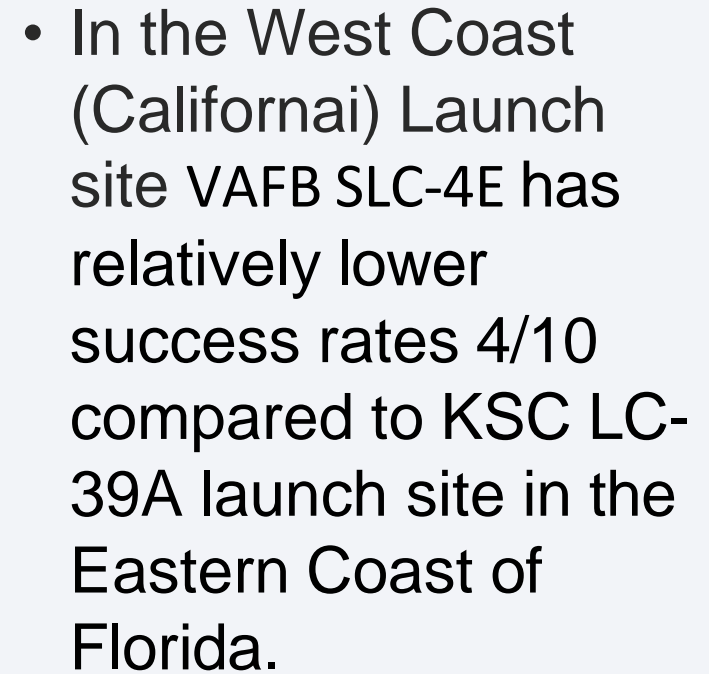 • In the West Coast
(Californai) Launch
site VAFB SLC-4E has
relatively lower
success rates 4/10
compared to KSC LC-
39A launch site in the
Eastern Coast of
Florida.